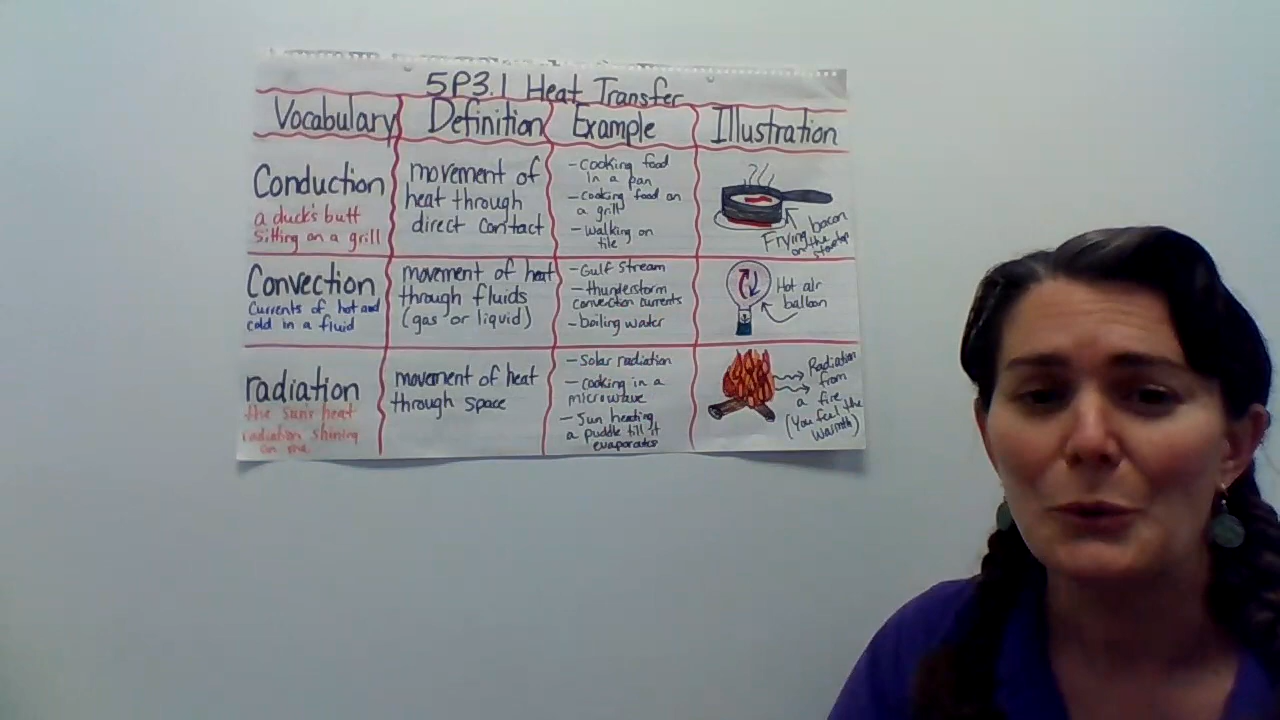 5P3.1 Heat Transfer
Vocabulary
Definition
Example
Illustration
Conduction
a duck's butt
sitting on a grill
movement of
heat through
direct contact
- Cooking food
in a pan
- Cooking food on
a grill
- Walking on
tile
Frying bacon
on the
stovetop
Convection
Currents of hot and
cold in a fluid
movement of heat
through fluids
(gas or liquid)
- Gulf Stream
- thunderstorm
convection currents
- boiling water
Hot air
balloon
radiation
the sun's heat
radiation shining
on me
movement of heat
through space
- Solar radiation
- cooking in a
microwave
- Sun heating
a puddle till it
evaporates
Radiation
from
a fire
(You feel the
warmth)